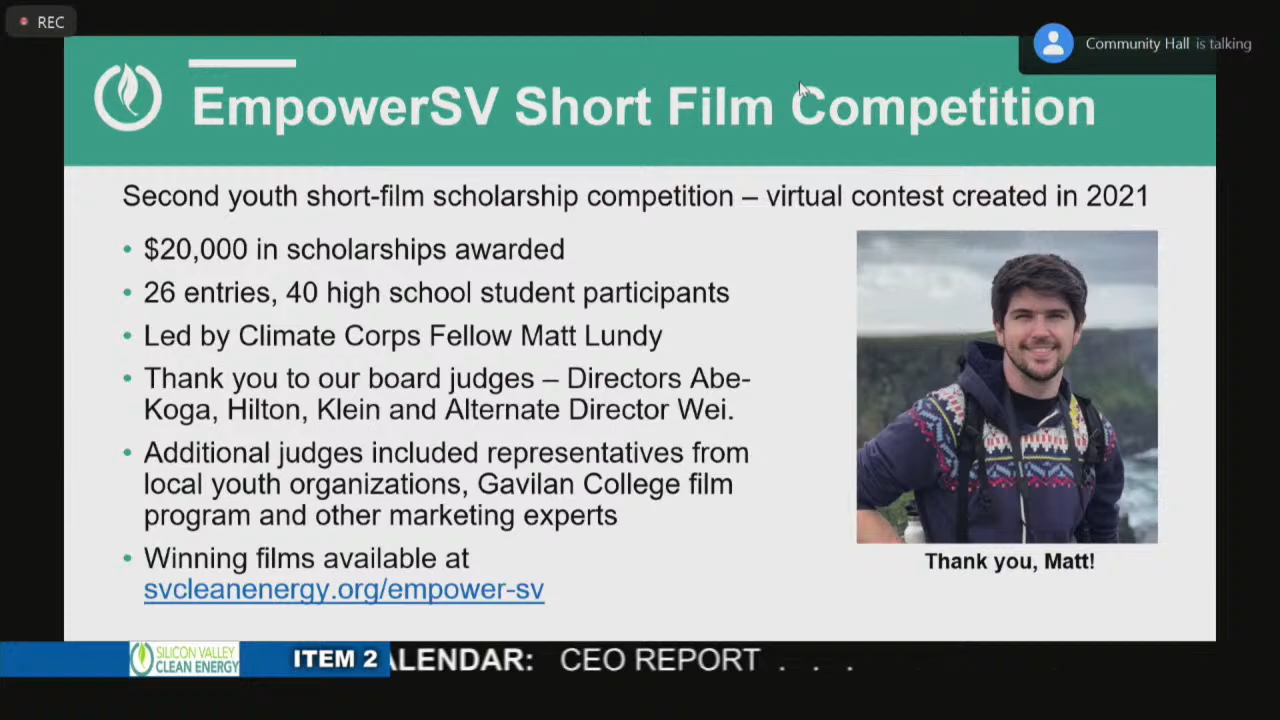 REC
Community Hall is talking
EmpowerSV Short Film Competition
Second youth short-film scholarship competition – virtual contest created in 2021
• $20,000 in scholarships awarded
• 26 entries, 40 high school student participants
• Led by Climate Corps Fellow Matt Lundy
• Thank you to our board judges – Directors Abe-
Koga, Hilton, Klein and Alternate Director Wei.
• Additional judges included representatives from
local youth organizations, Gavilan College film
program and other marketing experts
• Winning films available at
svcleanenergy.org/empower-sv
Thank you, Matt!
SILICON VALLEY
CLEAN ENERGY
ITEM 2
ALENDAR: CEO REPORT . . .